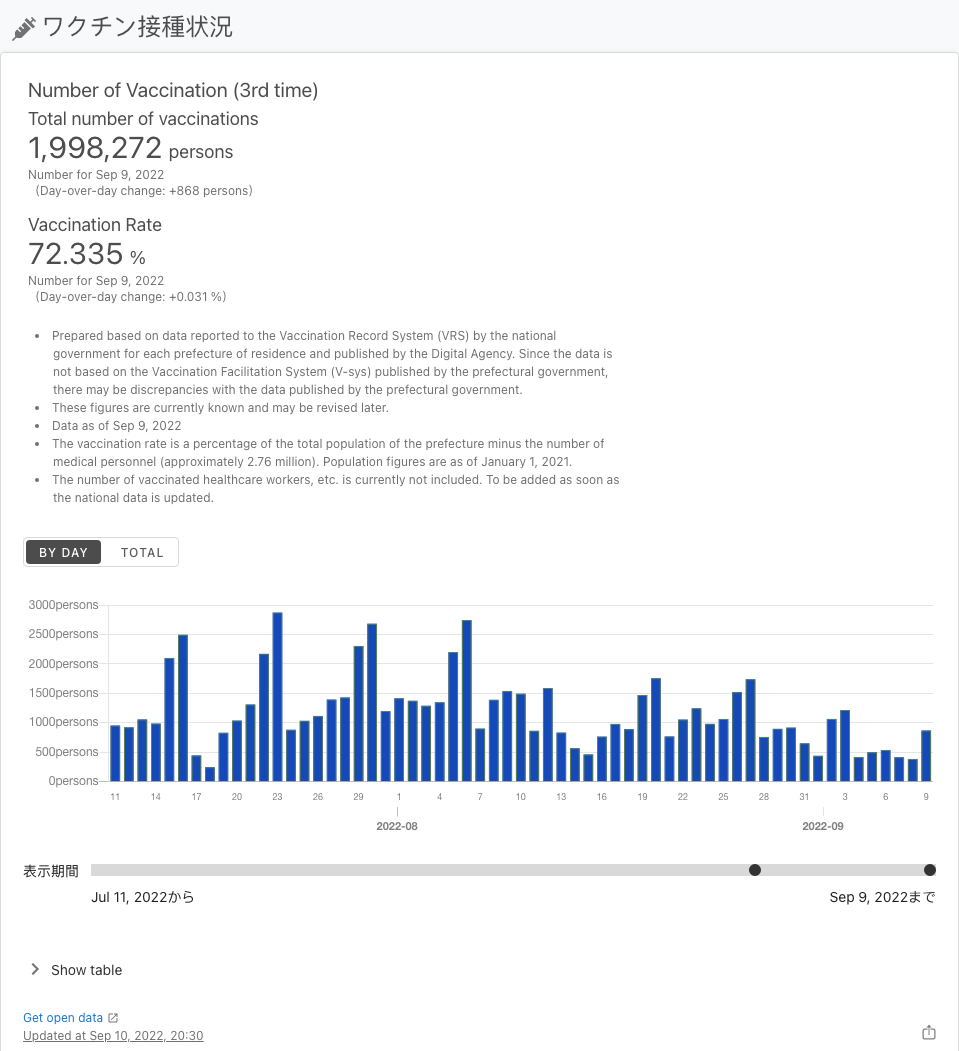 ワクチン接種状況
Number of Vaccination (3rd time)
Total number of vaccinations
1,998,272 persons
Number for Sep 9, 2022
(Day-over-day change: +868 persons)
Vaccination Rate
72.335 %
Number for Sep 9, 2022
(Day-over-day change: +0.031 %)
• Prepared based on data reported to the Vaccination Record System (VRS) by the national
government for each prefecture of residence and published by the Digital Agency. Since the data is
not based on the Vaccination Facilitation System (V-sys) published by the prefectural government,
there may be discrepancies with the data published by the prefectural government.
• These figures are currently known and may be revised later.
• Data as of Sep 9, 2022
• The vaccination rate is a percentage of the total population of the prefecture minus the number of
medical personnel (approximately 2.76 million). Population figures are as of January 1, 2021.
• The number of vaccinated healthcare workers, etc. is currently not included. To be added as soon as
the national data is updated.
BY DAY TOTAL
3000persons
2500persons
2000persons
1500persons
1000persons
500persons
0persons
11 14 17 20 23 26 29 1 4 7 10 13 16 19 22 25 28 31 3 6 9
2022-08 2022-09
表示期間
Jul 11, 2022から Sep 9, 2022まで
Show table
Get open data
Updated at Sep 10, 2022, 20:30